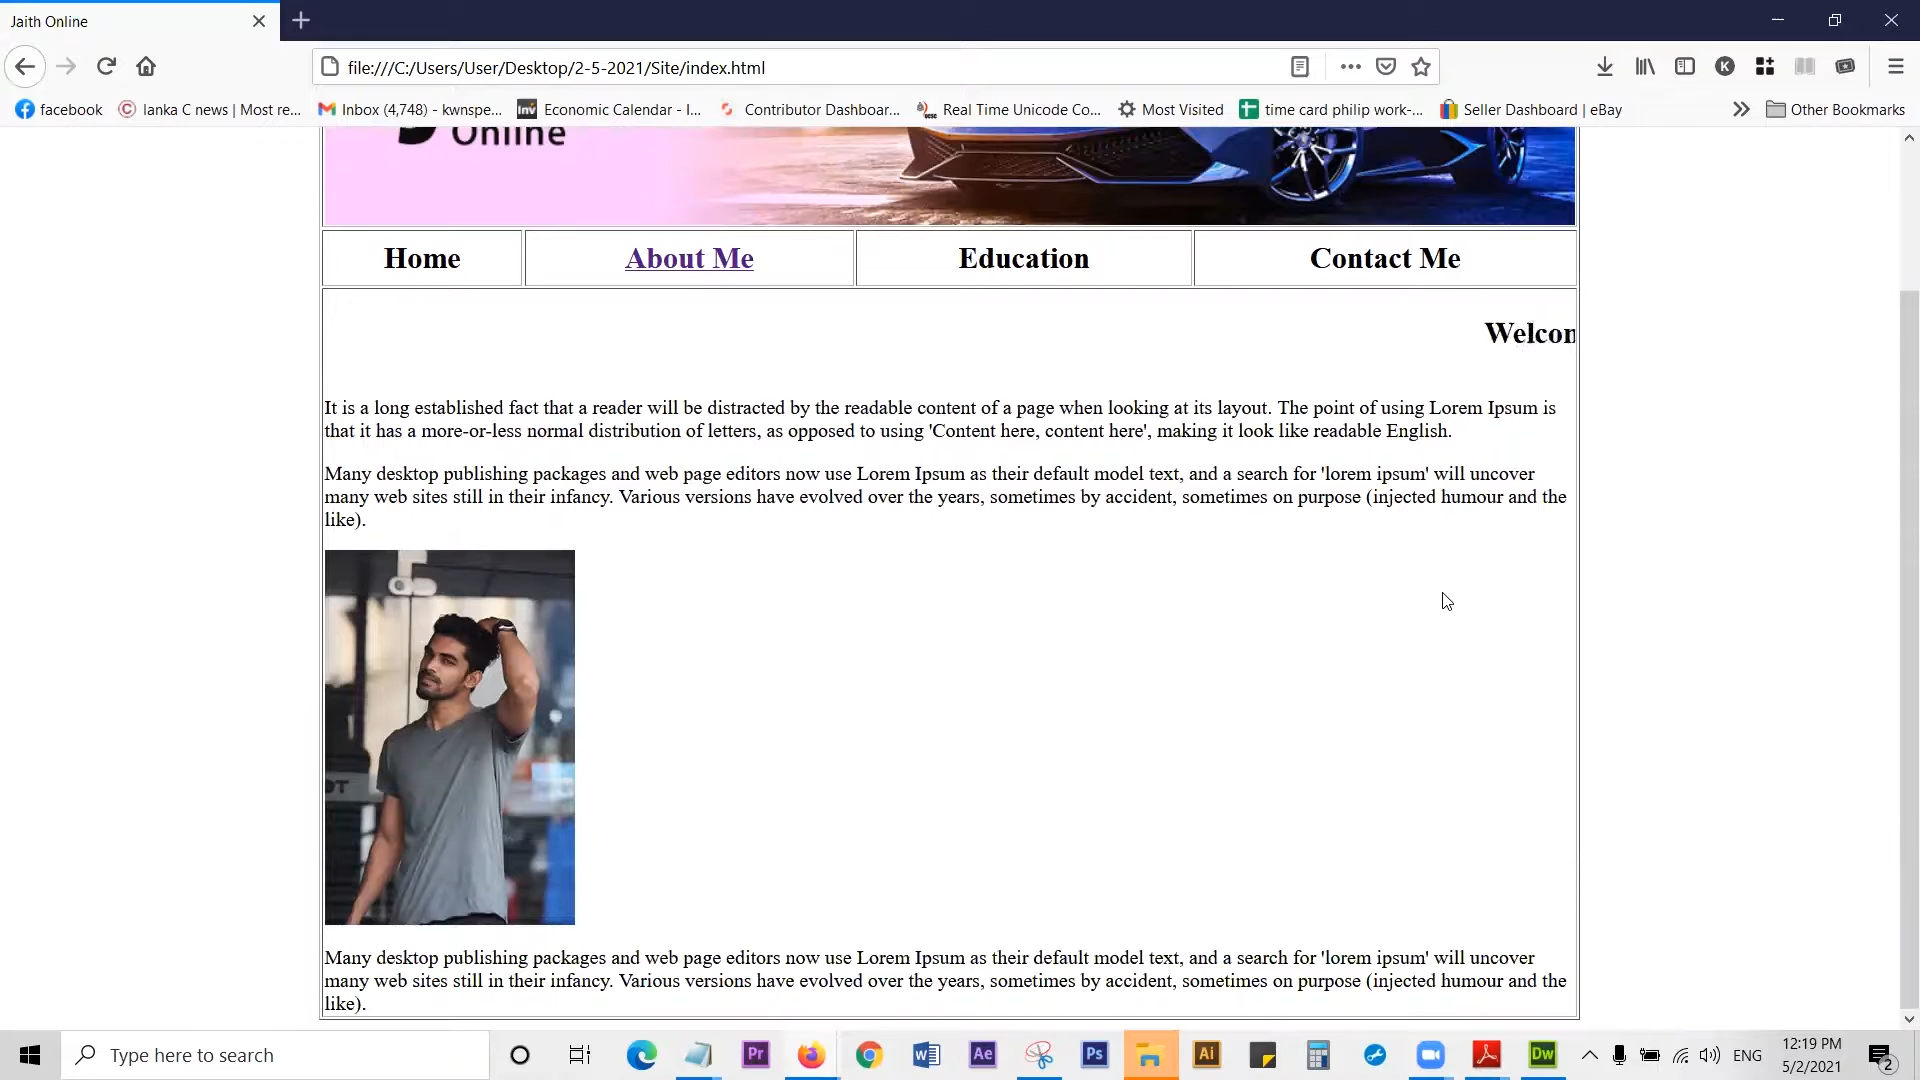 Jaith Online
file:///C:/Users/User/Desktop/2-5-2021/Site/index.html
facebook
lanka C news | Most re...
Inbox (4,748) - kwnspe...
Inv
Economic Calendar - I...
Contributor Dashboar...
Real Time Unicode Co...
Most Visited
time card philip work-...
Seller Dashboard | eBay
Other Bookmarks
K
Online
Home
About Me
Education
Contact Me
Welcom
It is a long established fact that a reader will be distracted by the readable content of a page when looking at its layout. The point of using Lorem Ipsum is
that it has a more-or-less normal distribution of letters, as opposed to using 'Content here, content here', making it look like readable English.
Many desktop publishing packages and web page editors now use Lorem Ipsum as their default model text, and a search for 'lorem ipsum' will uncover
many web sites still in their infancy. Various versions have evolved over the years, sometimes by accident, sometimes on purpose (injected humour and the
like).
Many desktop publishing packages and web page editors now use Lorem Ipsum as their default model text, and a search for 'lorem ipsum' will uncover
many web sites still in their infancy. Various versions have evolved over the years, sometimes by accident, sometimes on purpose (injected humour and the
like).
Type here to search
Pr
Ae
Ps
Ai
Dw
ENG
12:19 PM
5/2/2021
2